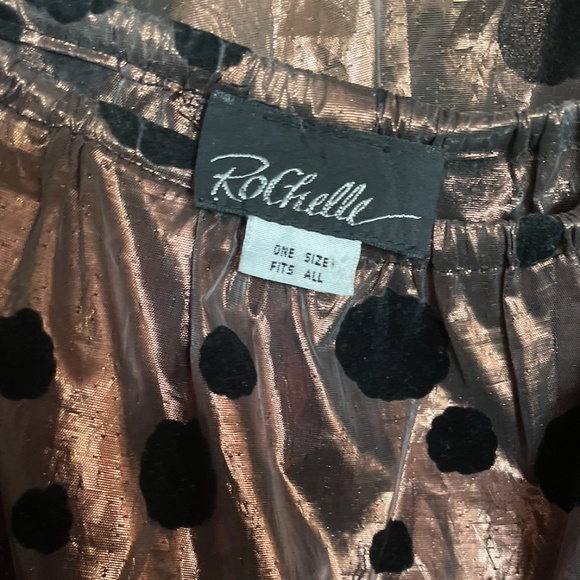 RoChelle
ONE SIZE
FITS ALL